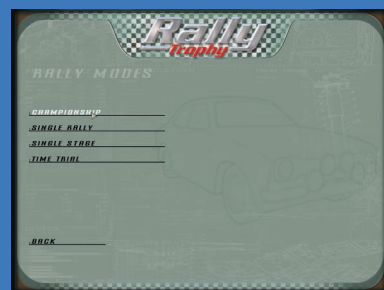 Rally
Trophy
RALLY MODES
CHAMPIONSHIP
SINGLE RALLY
SINGLE STAGE
TIME TRIAL
BACK